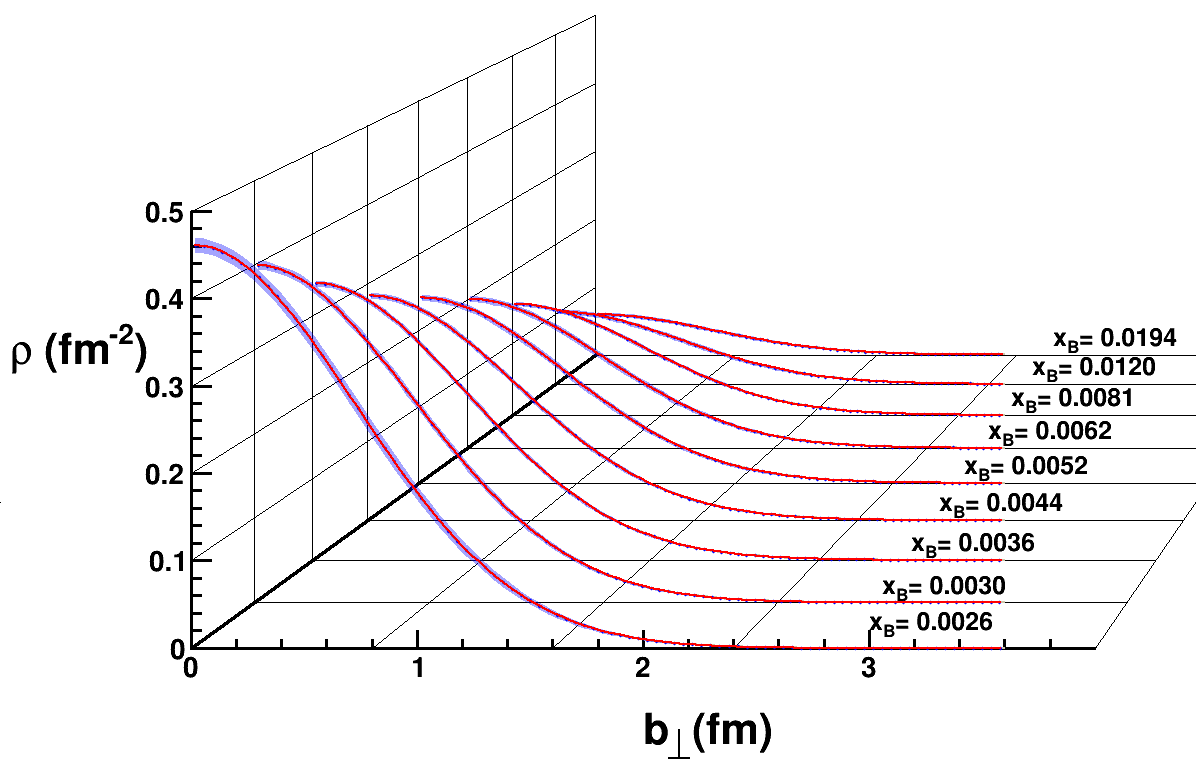 0.5
0.4
0.3
0.2
0.1
0
ρ (fm-2)
xB= 0.0194
xB= 0.0120
xB= 0.0081
xB= 0.0062
xB= 0.0052
xB= 0.0044
xB= 0.0036
xB= 0.0030
xB= 0.0026
0 1 2 3
b⊥(fm)